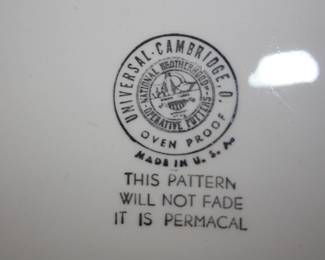 UNIVERSAL-CAMBRIDGE, O.
NATIONAL BROTHERHOOD
OPERATIVE POTTERS
OVEN PROOF
MADE IN U. S. A.
THIS PATTERN
WILL NOT FADE
IT IS PERMACAL